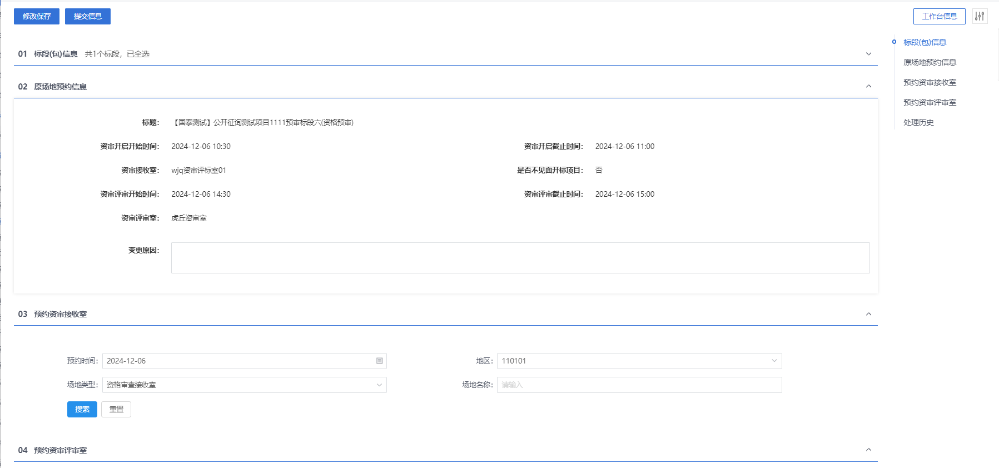 修改保存 提交信息 工作台信息
标段(包)信息
01 标段(包)信息 共1个标段，已全选
原场地预约信息
预约资审接收室
预约资审评审室
处理历史
02 原场地预约信息
标题： 【国泰测试】公开征询测试项目1111预审标段六(资格预审)
资审开启开始时间： 2024-12-06 10:30 资审开启截止时间： 2024-12-06 11:00
资审接收室： wjq资审评标室01 是否不见面开标项目： 否
资审评审开始时间： 2024-12-06 14:30 资审评审截止时间： 2024-12-06 15:00
资审评审室： 虎丘资审室
变更原因：
03 预约资审接收室
预约时间： 2024-12-06 地区： 110101
场地类型： 资格审查接收室 场地名称： 请输入
搜索 重置
04 预约资审评审室